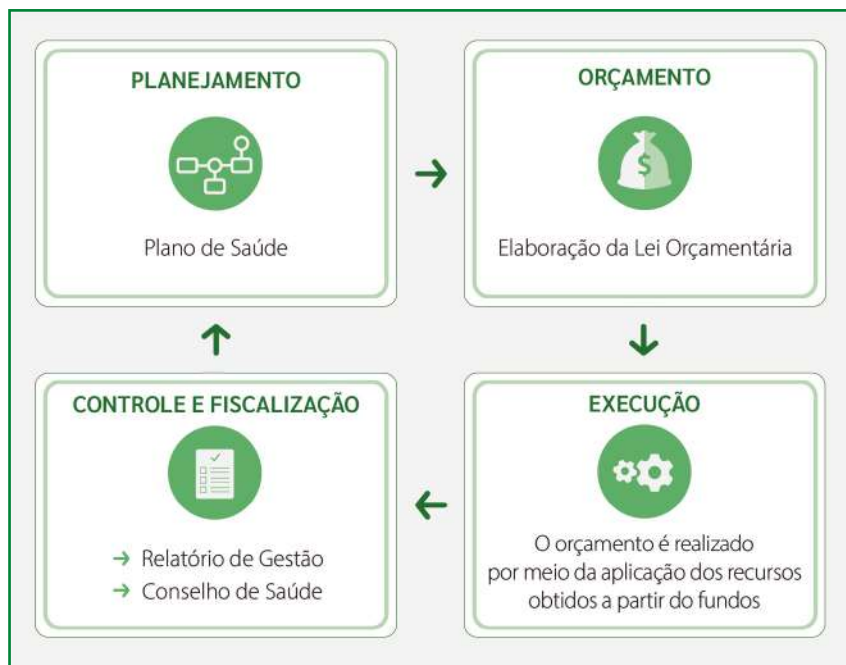 PLANEJAMENTO
Plano de Saúde
ORÇAMENTO
$
Elaboração da Lei Orçamentária
CONTROLE E FISCALIZAÇÃO
→ Relatório de Gestão
→ Conselho de Saúde
EXECUÇÃO
O orçamento é realizado
por meio da aplicação dos recursos
obtidos a partir do fundos